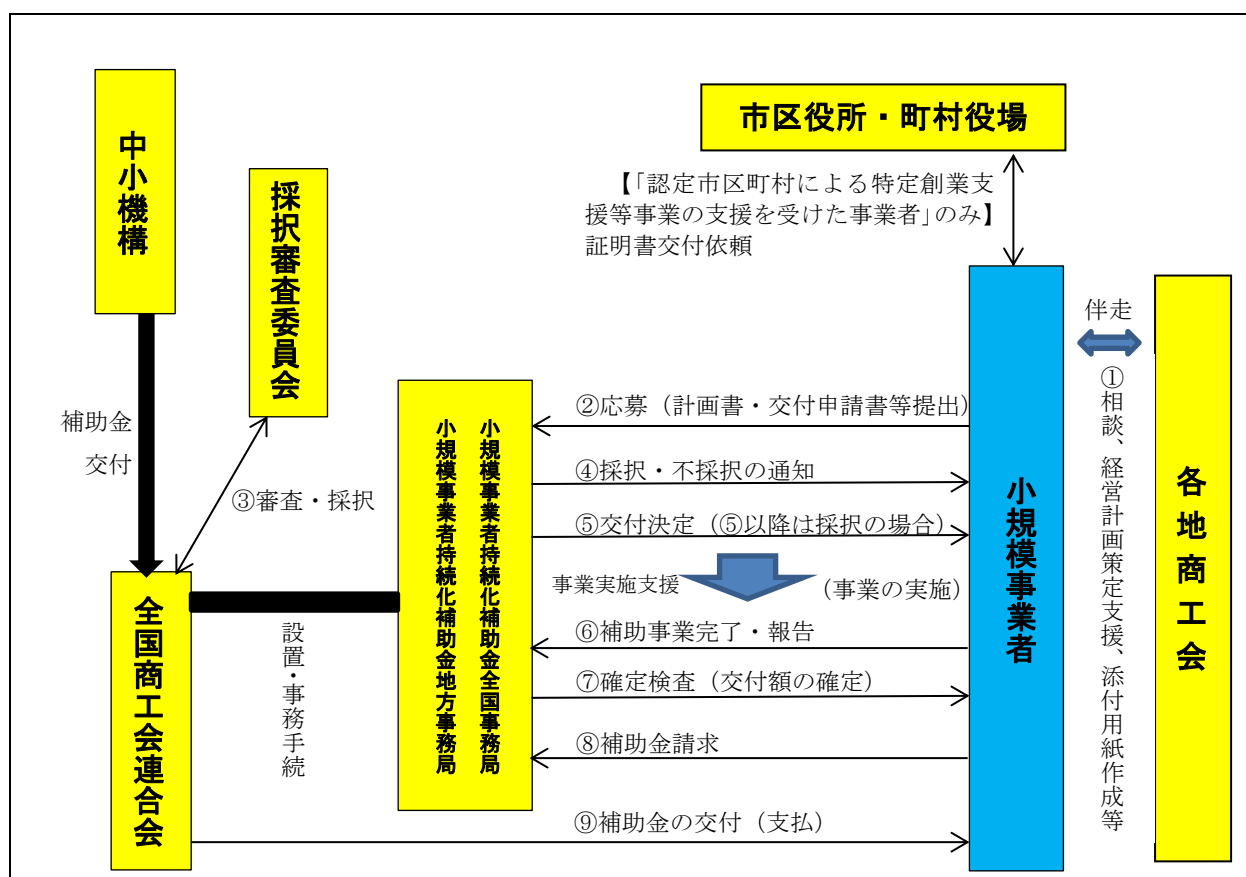 中小機構
採択審査委員会
市区役所・町村役場
【「認定市区町村による特定創業支
援等事業の支援を受けた事業者」のみ】
証明書交付依頼
補助金
交付
③審査・採択
全国商工会連合会
設置・事務手続
小規模事業者持続化補助金全国事務局
小規模事業者持続化補助金地方事務局
②応募（計画書・交付申請書等提出）
④採択・不採択の通知
⑤交付決定（⑤以降は採択の場合）
事業実施支援
（事業の実施）
⑥補助事業完了・報告
⑦確定検査（交付額の確定）
⑧補助金請求
⑨補助金の交付（支払）
小規模事業者
伴走
①相談、経営計画策定支援、添付用紙作成等
各地商工会